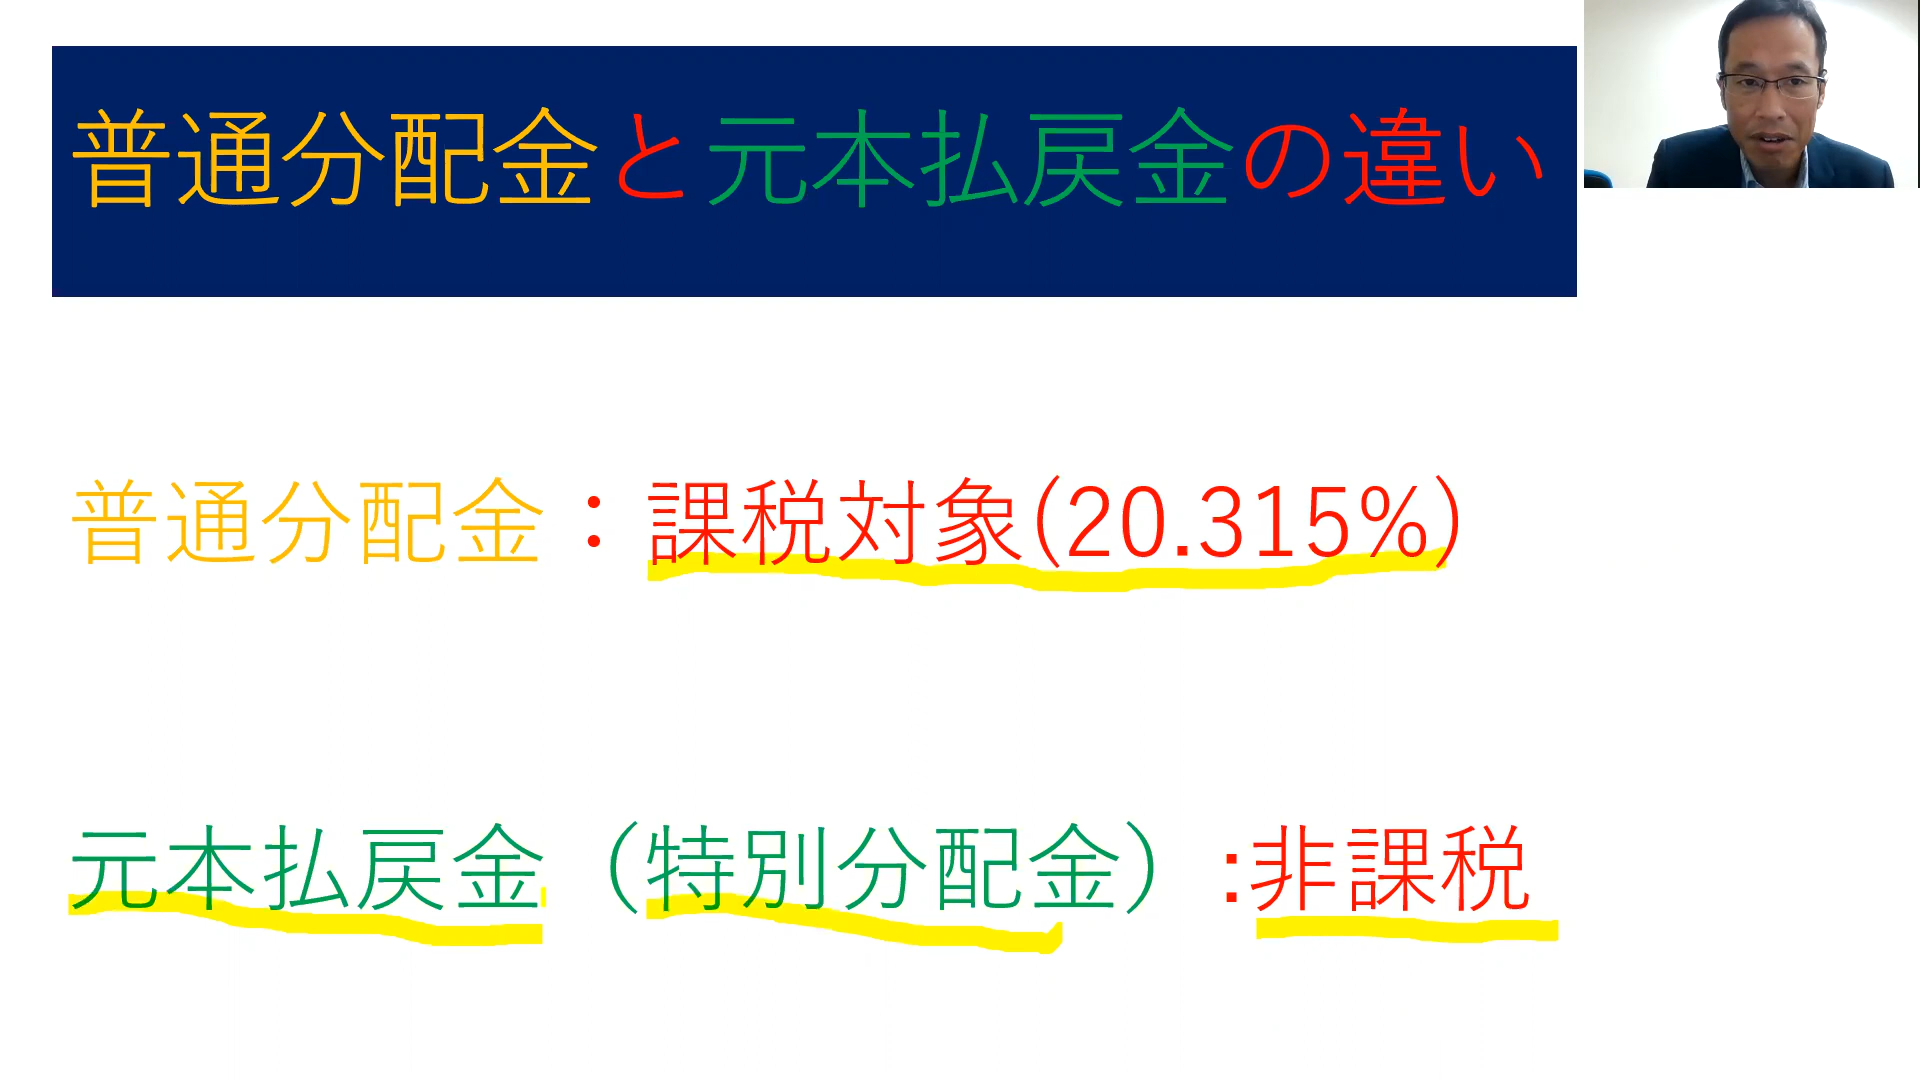 普通分配金と元本払戻金の違い
普通分配金：課税対象(20.315%)
元本払戻金（特別分配金）:非課税